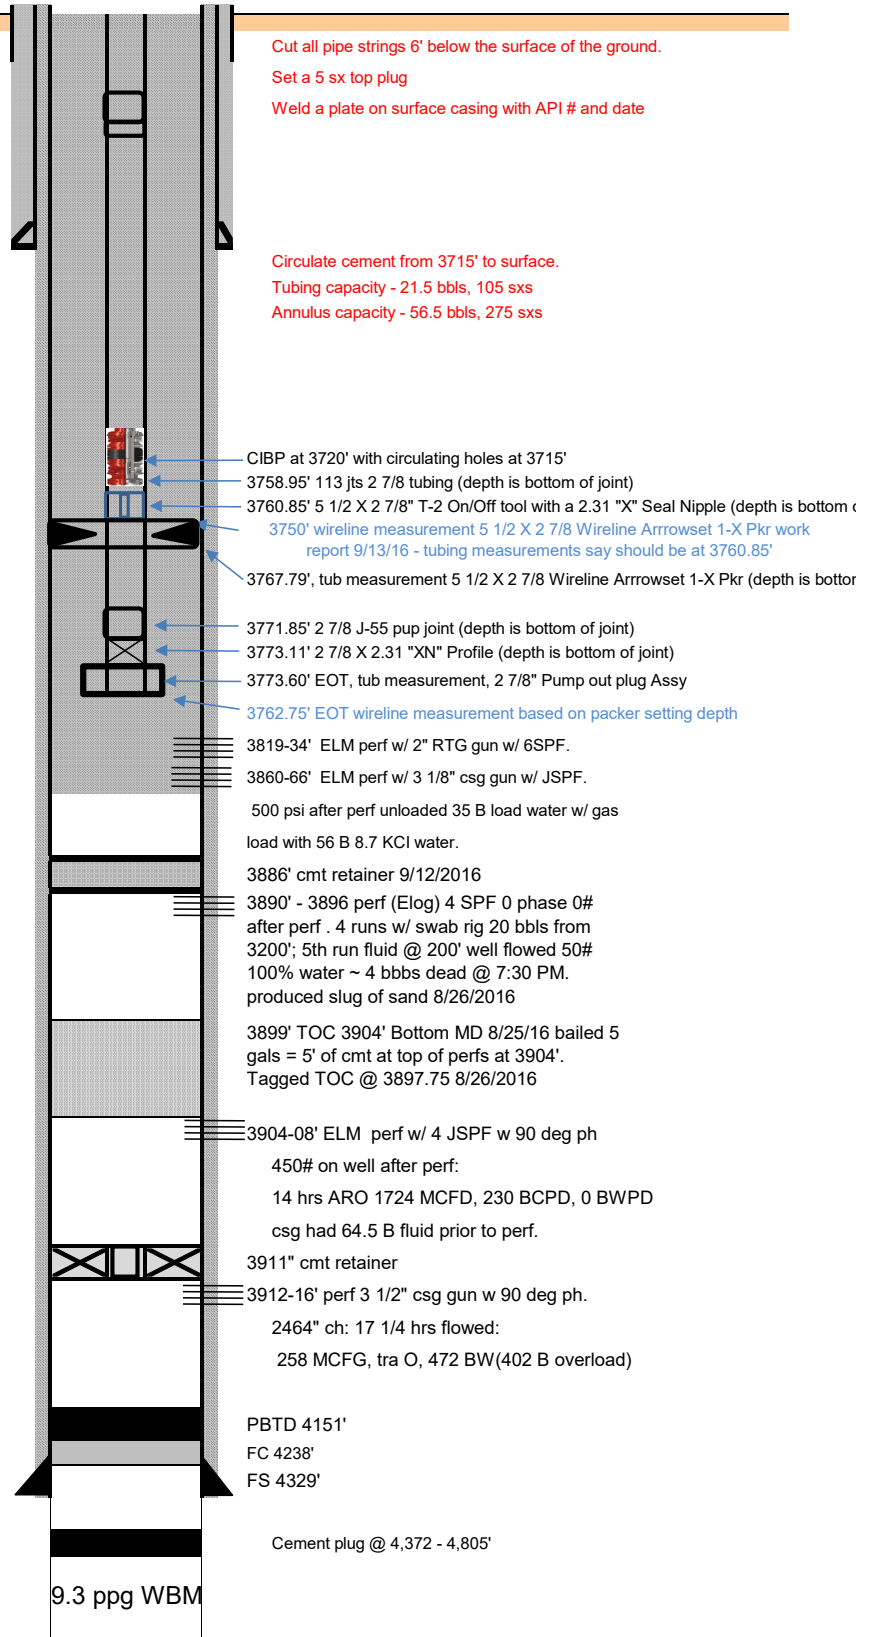 Cut all pipe strings 6' below the surface of the ground.
Set a 5 sx top plug
Weld a plate on surface casing with API # and date
Circulate cement from 3715' to surface.
Tubing capacity - 21.5 bbls, 105 sxs
Annulus capacity - 56.5 bbls, 275 sxs
CIBP at 3720' with circulating holes at 3715'
3758.95' 113 jts 2 7/8 tubing (depth is bottom of joint)
3760.85' 5 1/2 X 2 7/8" T-2 On/Off tool with a 2.31 "X" Seal Nipple (depth is bottom
3750' wireline measurement 5 1/2 X 2 7/8 Wireline Arrrowset 1-X Pkr work
report 9/13/16 - tubing measurements say should be at 3760.85'
3767.79', tub measurement 5 1/2 X 2 7/8 Wireline Arrrowset 1-X Pkr (depth is
3771.85' 2 7/8 J-55 pup joint (depth is bottom of joint)
3773.11' 2 7/8 X 2.31 "XN" Profile (depth is bottom of joint)
3773.60' EOT, tub measurement, 2 7/8" Pump out plug Assy
3762.75' EOT wireline measurement based on packer setting depth
3819-34' ELM perf w/ 2" RTG gun w/ 6SPF.
3860-66' ELM perf w/ 3 1/8" csg gun w/ JSPF.
500 psi after perf unloaded 35 B load water w/ gas
load with 56 B 8.7 KCl water.
3886' cmt retainer 9/12/2016
3890' - 3896 perf (Elog) 4 SPF 0 phase 0#
after perf . 4 runs w/ swab rig 20 bbls from
3200'; 5th run fluid @ 200' well flowed 50#
100% water ~ 4 bbbs dead @ 7:30 PM.
produced slug of sand 8/26/2016
3899' TOC 3904' Bottom MD 8/25/16 bailed 5
gals = 5' of cmt at top of perfs at 3904'.
Tagged TOC @ 3897.75 8/26/2016
3904-08' ELM perf w/ 4 JSPF w 90 deg ph
450# on well after perf:
14 hrs ARO 1724 MCFD, 230 BCPD, 0 BWPD
csg had 64.5 B fluid prior to perf.
3911" cmt retainer
3912-16' perf 3 1/2" csg gun w 90 deg ph.
2464" ch: 17 1/4 hrs flowed:
258 MCFG, tra O, 472 BW(402 B overload)
PBTD 4151'
FC 4238'
FS 4329'
Cement plug @ 4,372 - 4,805'
9.3 ppg WBM